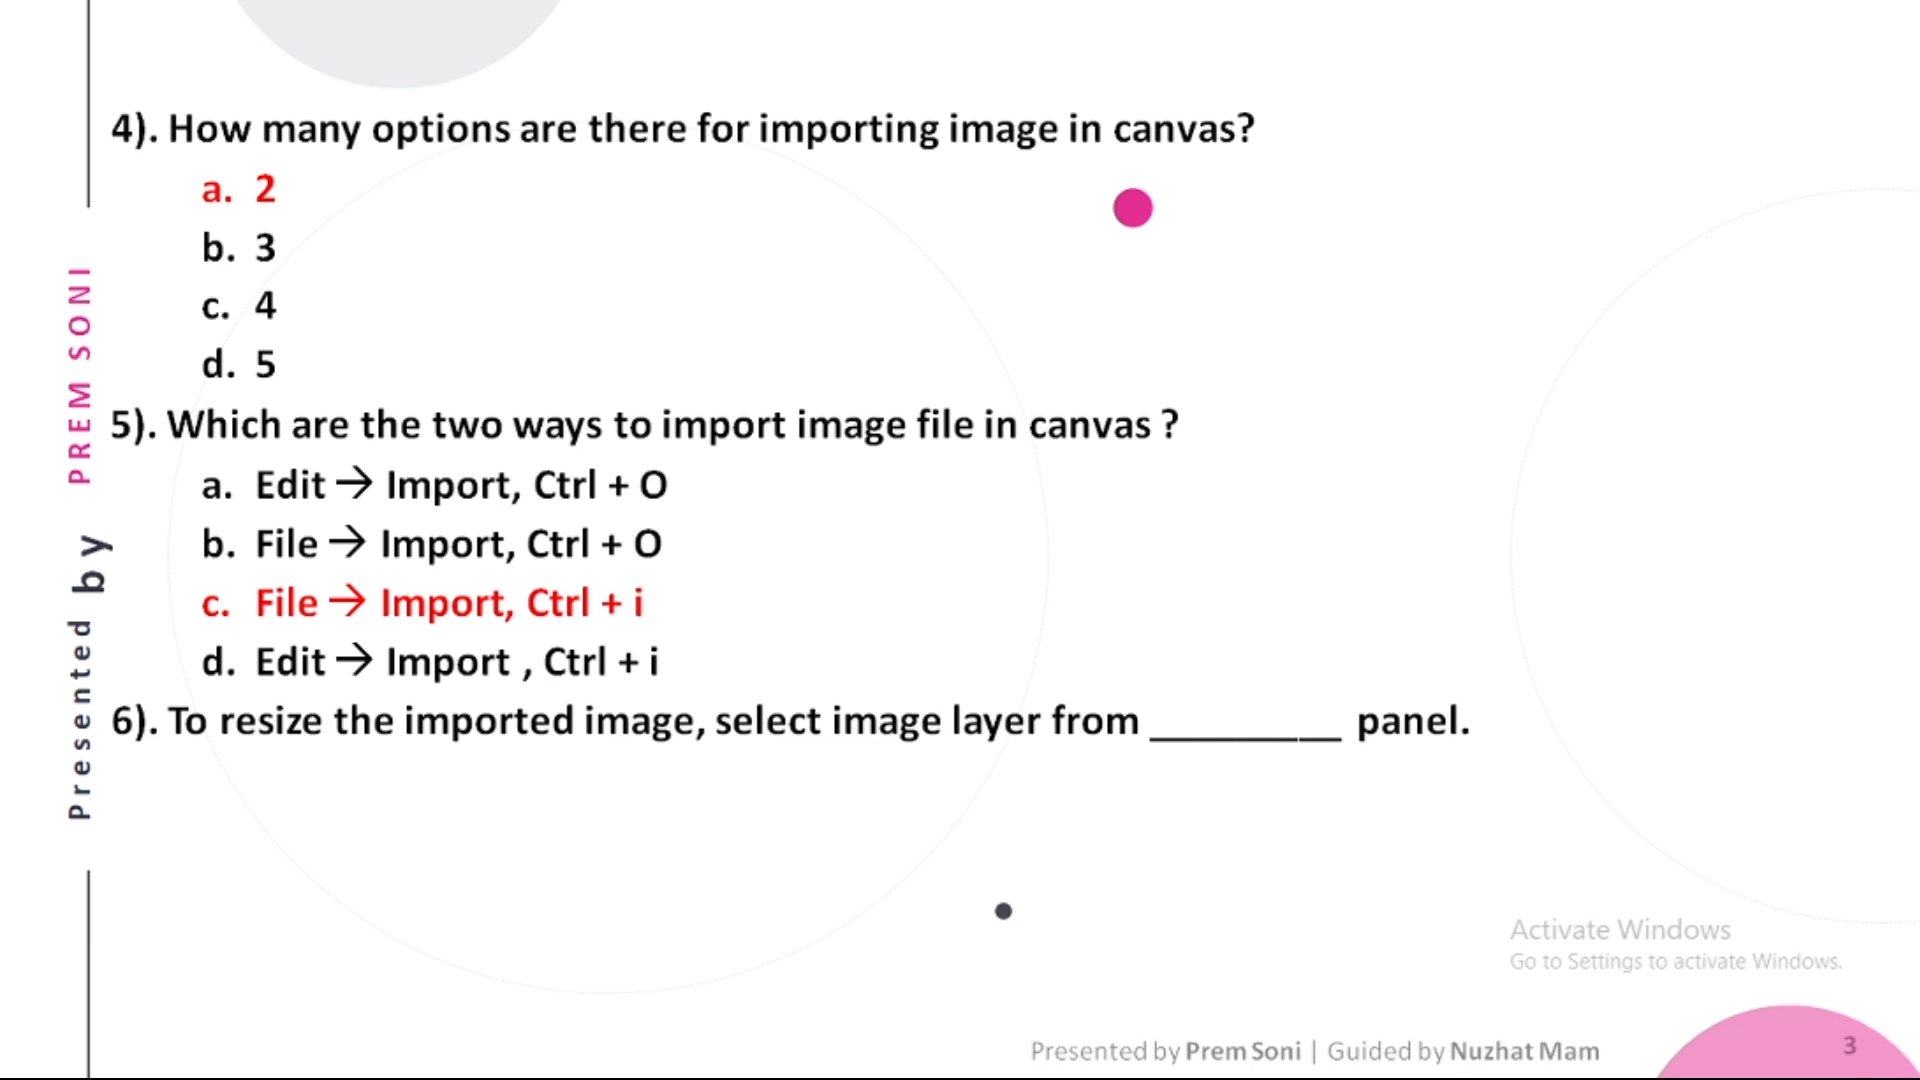 4). How many options are there for importing image in canvas?
a. 2
b. 3
c. 4
d. 5
5). Which are the two ways to import image file in canvas ?
a. Edit → Import, Ctrl + O
b. File → Import, Ctrl + O
c. File → Import, Ctrl + i
d. Edit → Import , Ctrl + i
6). To resize the imported image, select image layer from _________ panel.
Presented by PREM SONI
Activate Windows
Go to Settings to activate Windows.
Presented by Prem Soni | Guided by Nuzhat Mam
3